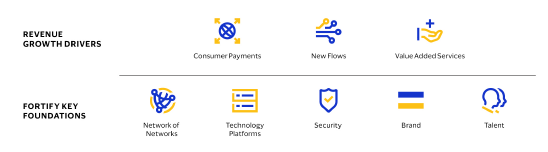 REVENUE
GROWTH DRIVERS
Consumer Payments
New Flows
Value Added Services
FORTIFY KEY
FOUNDATIONS
Network of
Networks
Technology
Platforms
Security
Brand
Talent